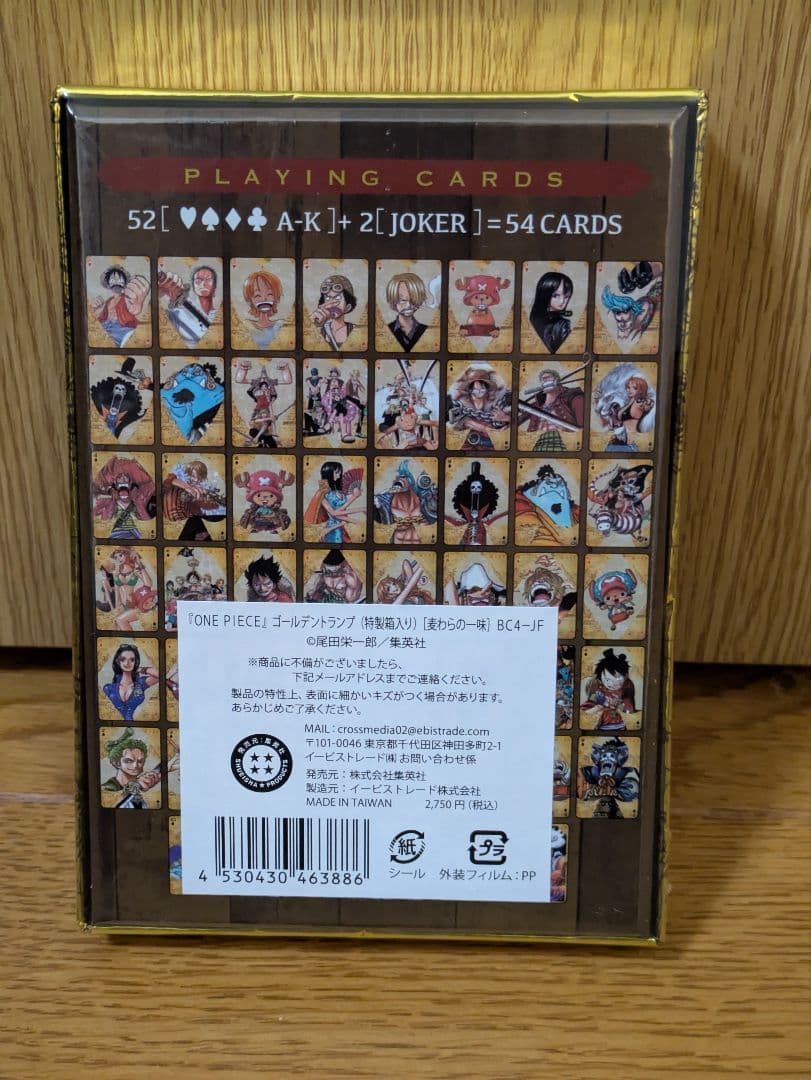 PLAYING CARDS
52[♥♠♦♣ A-K]+ 2[JOKER]=54 CARDS
『ONE PIECE』ゴールデントランプ（特製箱入り）[麦わらの一味] BC4-JF
©尾田栄一郎／集英社
※商品に不備がございましたら、
下記メールアドレスまでご連絡ください。
製品の特性上、表面に細かいキズがつく場合があります。
あらかじめご了承ください。
MAIL：crossmedia02@ebistrade.com
〒101-0046 東京都千代田区神田多町2-1
イービストレード㈱ お問い合わせ係
発売元：株式会社集英社
製造元：イービストレード株式会社
MADE IN TAIWAN 2,750円（税込）
発売元：集英社
SHUEISHA★PRODUCTS
4 530430 463886
紙
シール
プラ
外装フィルム：PP